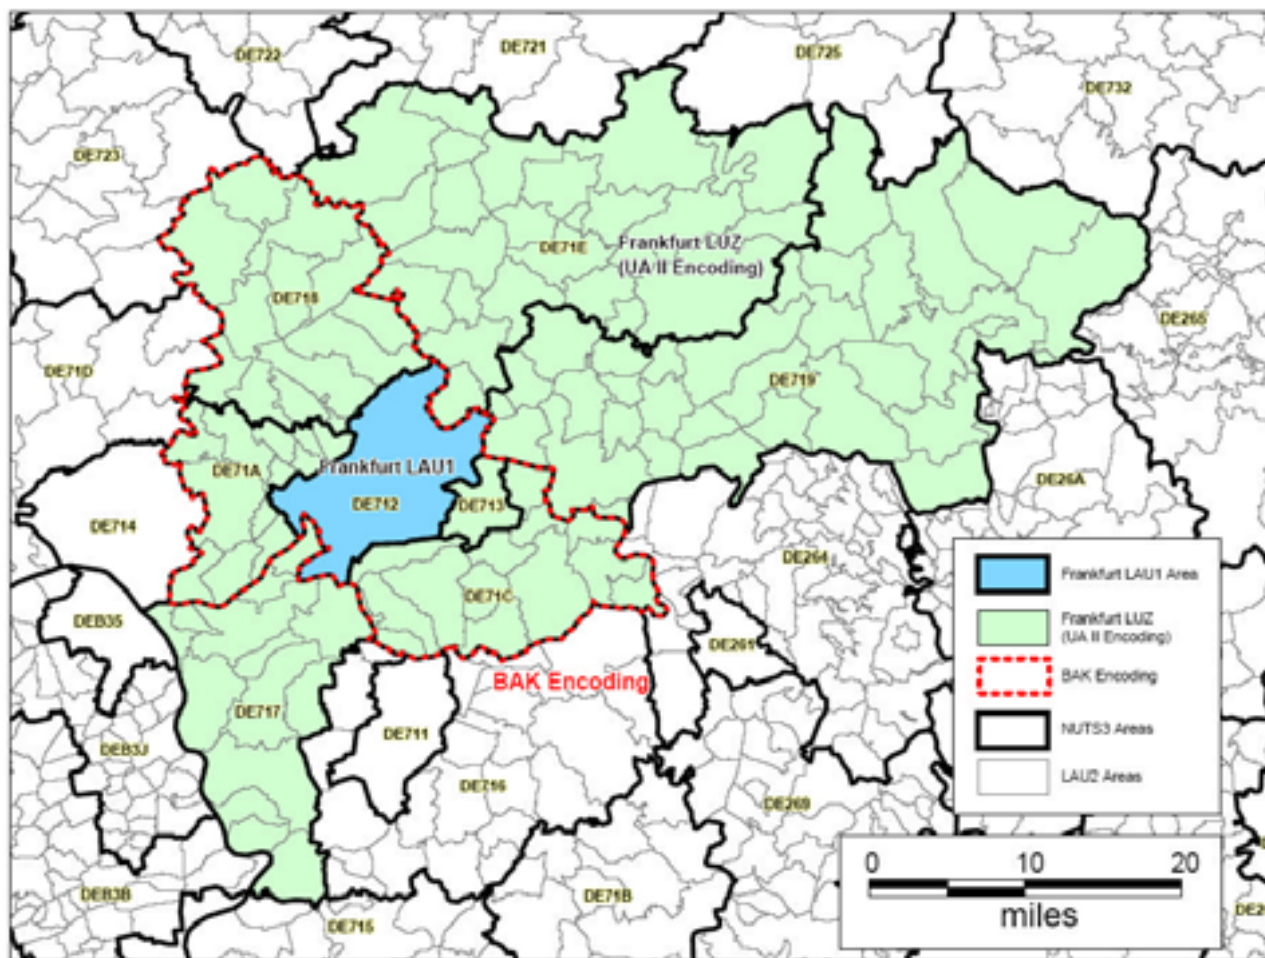 DE722
DE721
DE725
DE732
DE723
DE71E
Frankfurt LUZ
(UA II Encoding)
DE718
DE265
DE71D
DE719
DE71A
Frankfurt LAU1
DE712
DE713
DE26A
DE714
DE264
DE71C
DEB35
DE261
BAK Encoding
DE717
DE711
DEB3J
DE716
DE269
DEB3B
DE71B
DE715
Frankfurt LAU1 Area
Frankfurt LUZ
(UA II Encoding)
BAK Encoding
NUTS3 Areas
LAU2 Areas
0 10 20
miles